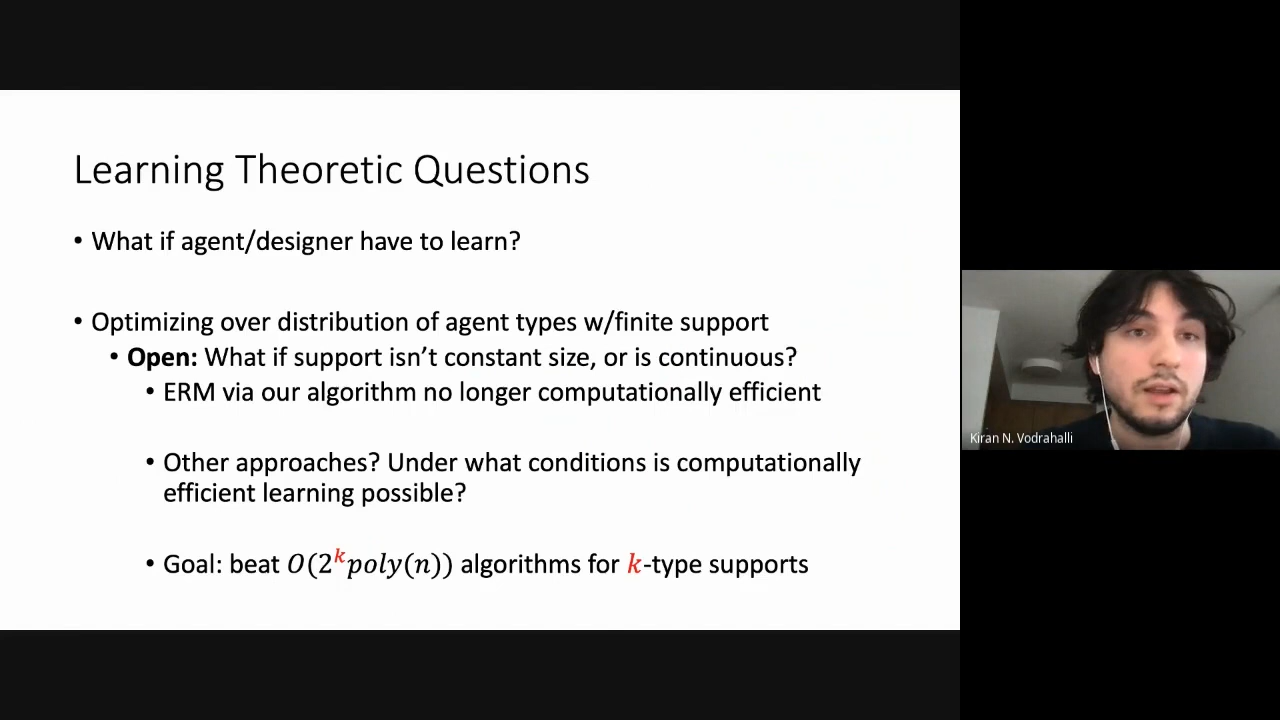 Learning Theoretic Questions
• What if agent/designer have to learn?
• Optimizing over distribution of agent types w/finite support
• Open: What if support isn't constant size, or is continuous?
• ERM via our algorithm no longer computationally efficient
• Other approaches? Under what conditions is computationally
efficient learning possible?
• Goal: beat O(2^k poly(n)) algorithms for k-type supports
Kiran N. Vodrahalli